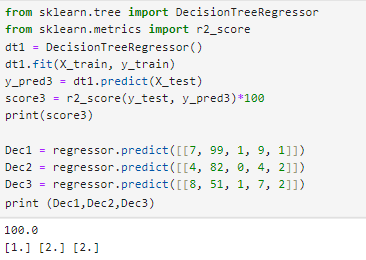 from sklearn.tree import DecisionTreeRegressor
from sklearn.metrics import r2_score
dt1 = DecisionTreeRegressor()
dt1.fit(X_train, y_train)
y_pred3 = dt1.predict(X_test)
score3 = r2_score(y_test, y_pred3)*100
print(score3)
Dec1 = regressor.predict([[7, 99, 1, 9, 1]])
Dec2 = regressor.predict([[4, 82, 0, 4, 2]])
Dec3 = regressor.predict([[8, 51, 1, 7, 2]])
print (Dec1,Dec2,Dec3)
100.0
[1.] [2.] [2.]